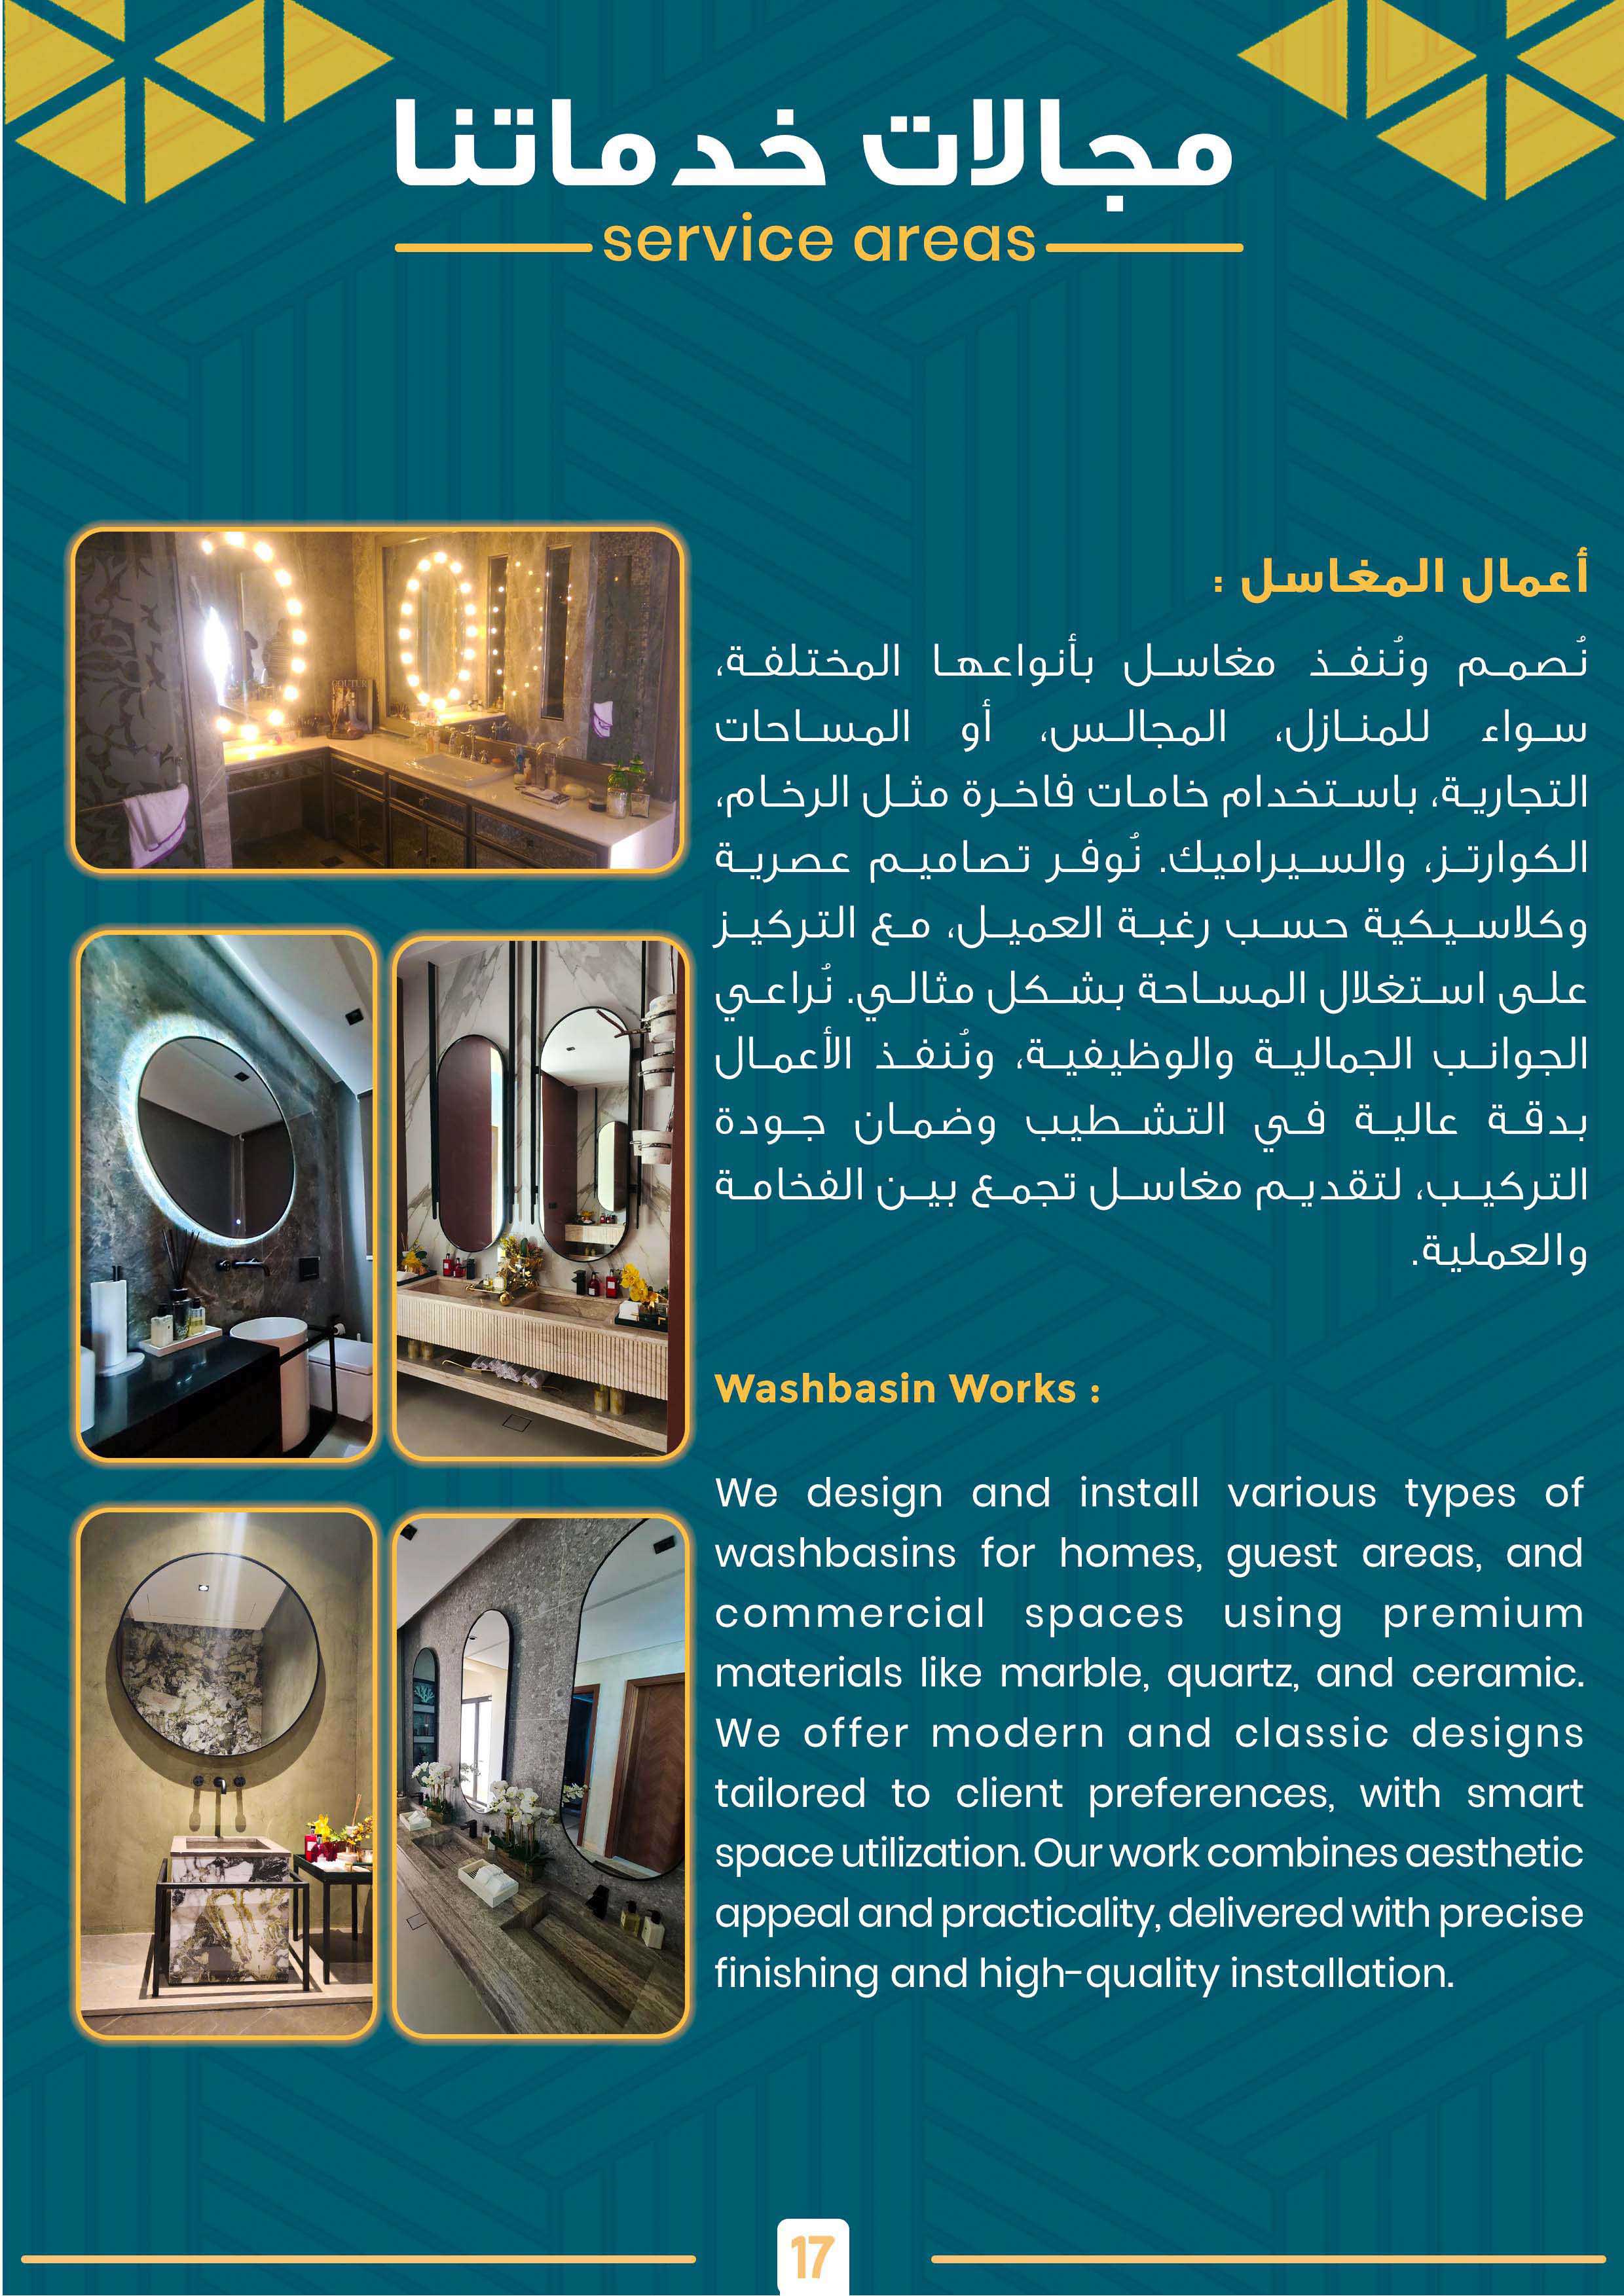 مجالات خدماتنا
service areas
أعمال المغاسل :
نُصمم ونُنفذ مغاسل بأنواعها المختلفة،
سواء للمنازل، المجالس، أو المساحات
التجارية، باستخدام خامات فاخرة مثل الرخام،
الكوارتز، والسيراميك. نُوفر تصاميم عصرية
وكلاسيكية حسب رغبة العميل، مع التركيز
على استغلال المساحة بشكل مثالي. نُراعي
الجوانب الجمالية والوظيفية، ونُنفذ الأعمال
بدقة عالية في التشطيب وضمان جودة
التركيب، لتقديم مغاسل تجمع بين الفخامة
والعملية.
COUTURE
Washbasin Works :
We design and install various types of
washbasins for homes, guest areas, and
commercial spaces using premium
materials like marble, quartz, and ceramic.
We offer modern and classic designs
tailored to client preferences, with smart
space utilization. Our work combines aesthetic
appeal and practicality, delivered with precise
finishing and high-quality installation.
17